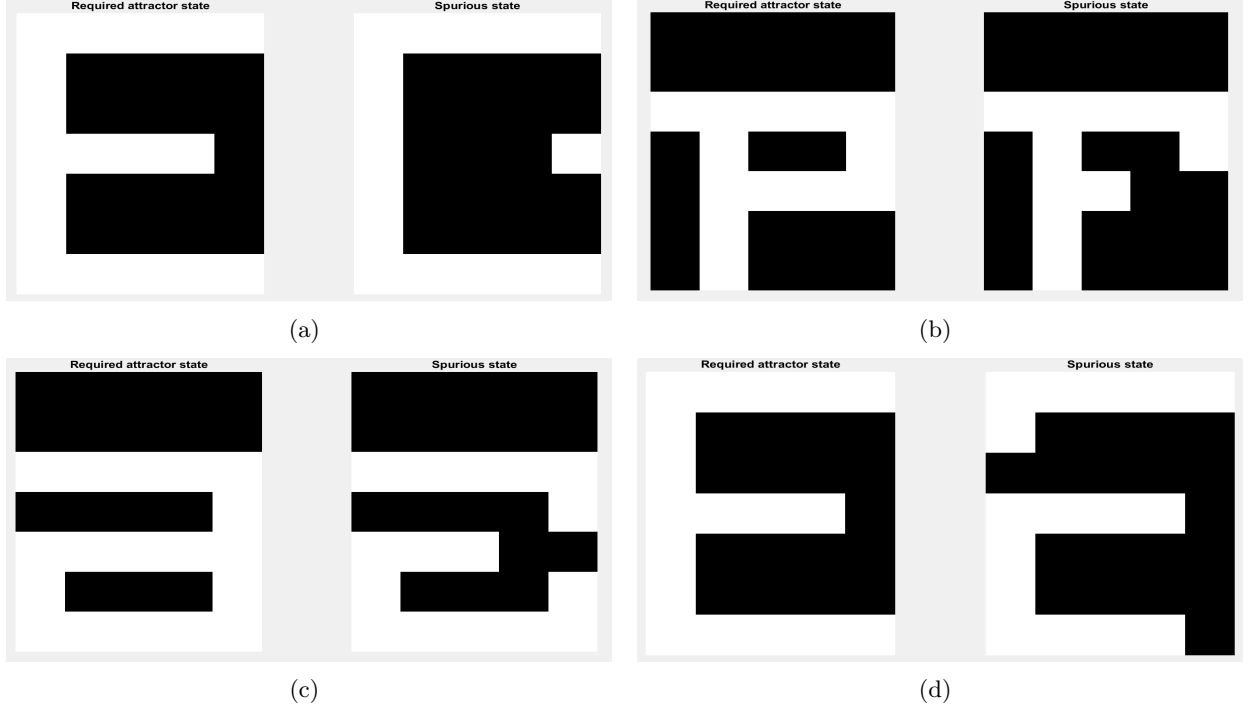 Required attractor state Spurious state
Required attractor state Spurious state
(a)
(b)
Required attractor state Spurious state
Required attractor state Spurious state
(c)
(d)